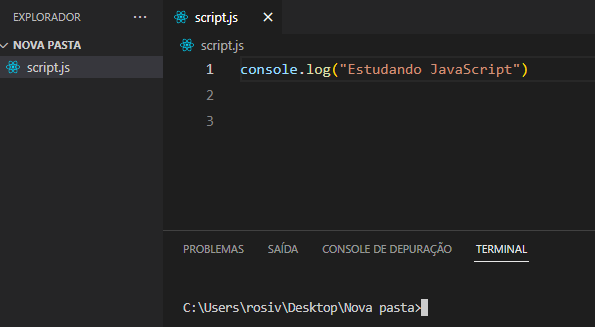 EXPLORADOR ···
NOVA PASTA
script.js
script.js
script.js
1 console.log("Estudando JavaScript")
2
3
PROBLEMAS SAÍDA CONSOLE DE DEPURAÇÃO TERMINAL
C:\Users\rosiv\Desktop\Nova pasta>